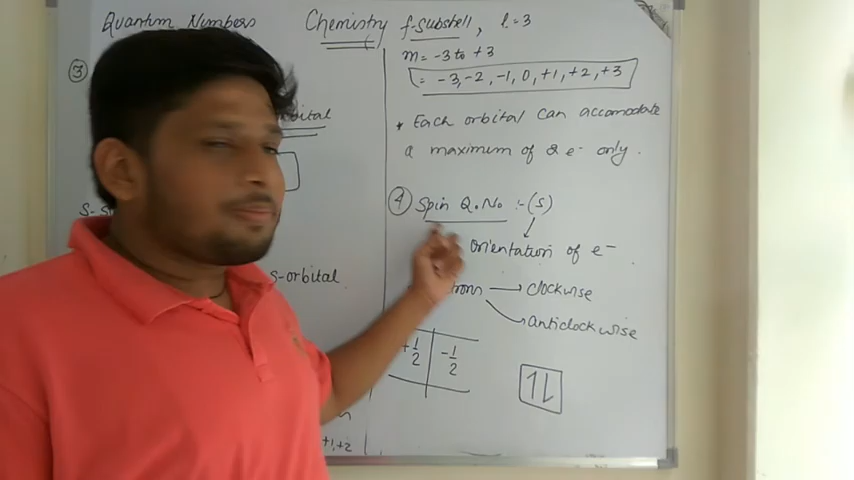 Quantum Numbers
Chemistry
f-subshell, l=3
③
orbital
s-s
s-orbital
+1,+2
m= -3 to +3
= -3,-2,-1,0,+1,+2,+3
* Each orbital can accomodate
a maximum of 2 e- only.
④ Spin Q.No :- (s)
orientation of e-
trons → clockwise
→ anticlockwise
+1/2 | -1/2
↑↓